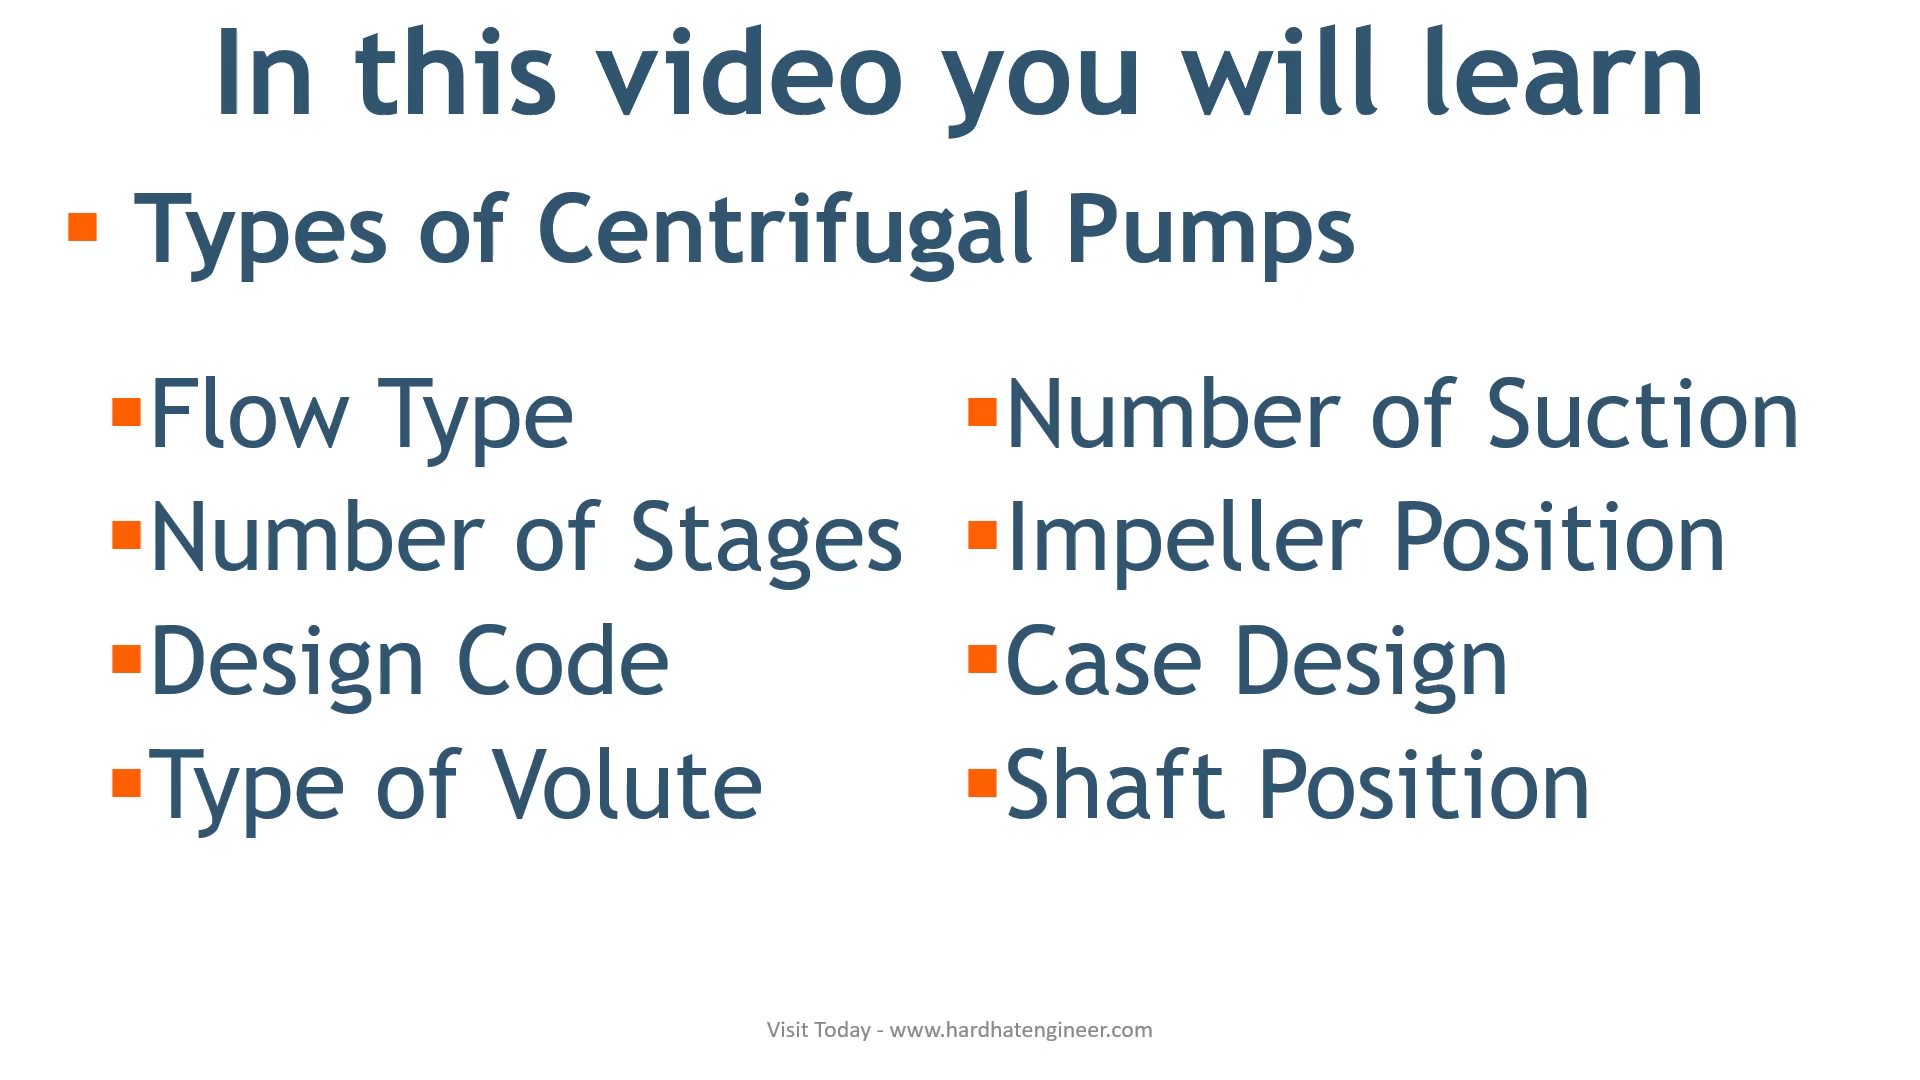 In this video you will learn
Types of Centrifugal Pumps
Flow Type
Number of Stages
Design Code
Type of Volute
Number of Suction
Impeller Position
Case Design
Shaft Position
Visit Today - www.hardhatengineer.com